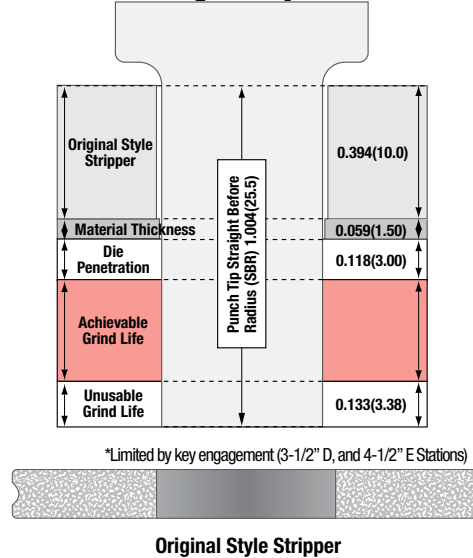 Original Style
Stripper
0.394(10.0)
Material Thickness
0.059(1.50)
Die
Penetration
0.118(3.00)
Punch Tip Straight Before
Radius (SBR) 1.004(25.5)
Achievable
Grind Life
Unusable
Grind Life
0.133(3.38)
*Limited by key engagement (3-1/2” D, and 4-1/2” E Stations)
Original Style Stripper